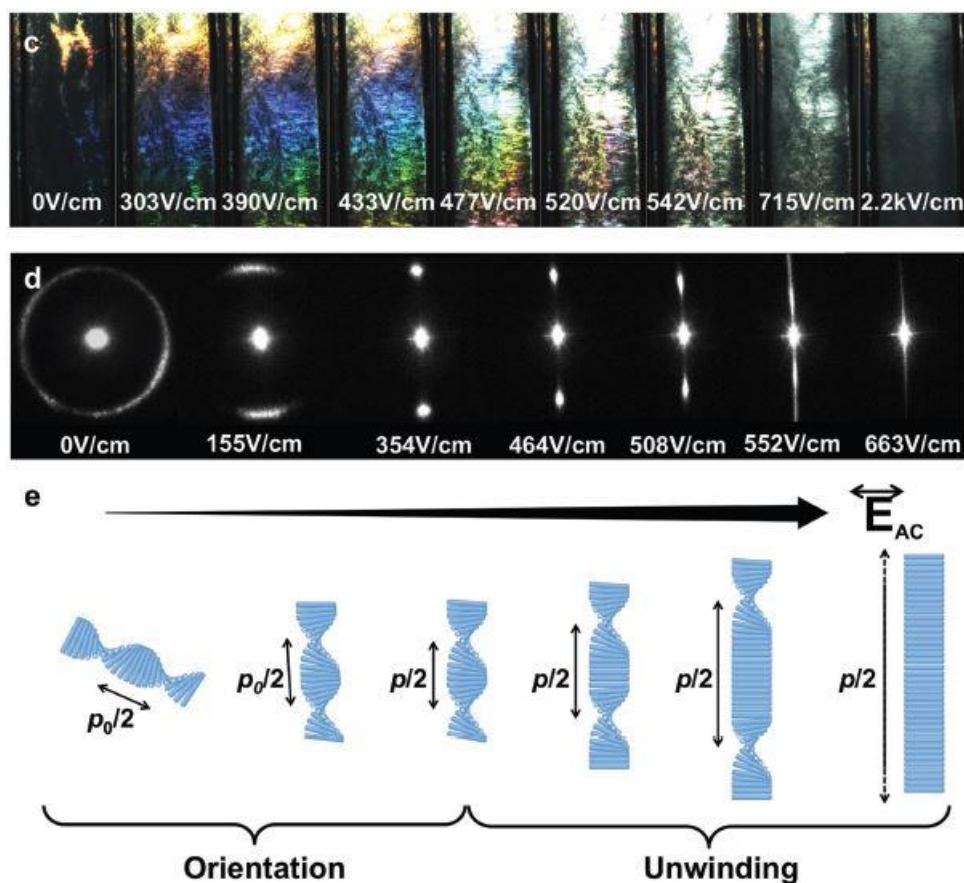 c
0V/cm 303V/cm 390V/cm 433V/cm 477V/cm 520V/cm 542V/cm 715V/cm 2.2kV/cm
d
0V/cm 155V/cm 354V/cm 464V/cm 508V/cm 552V/cm 663V/cm
e
E_AC
p₀/2 p₀/2 p/2 p/2 p/2 p/2
Orientation Unwinding